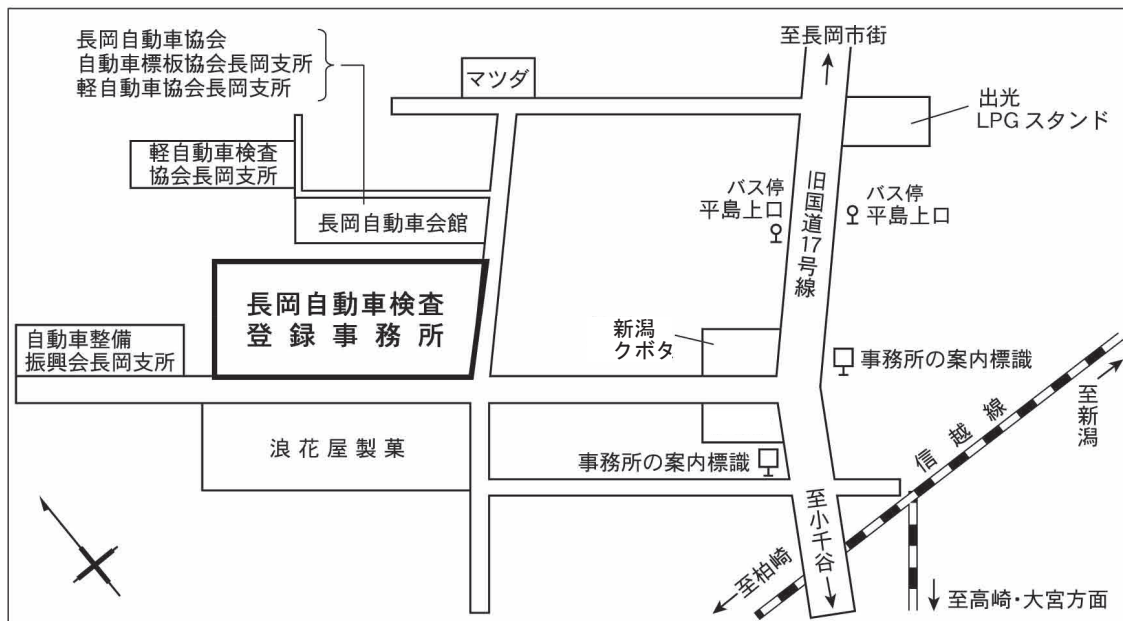 長岡自動車協会
自動車標板協会長岡支所
軽自動車協会長岡支所
マツダ
至長岡市街
出光
LPGスタンド
軽自動車検査
協会長岡支所
長岡自動車会館
バス停
平島上口
旧国道17号線
バス停
平島上口
長岡自動車検査
登録事務所
自動車整備
振興会長岡支所
新潟
クボタ
事務所の案内標識
至新潟
信越線
浪花屋製菓
事務所の案内標識
至小千谷
至柏崎
至高崎・大宮方面